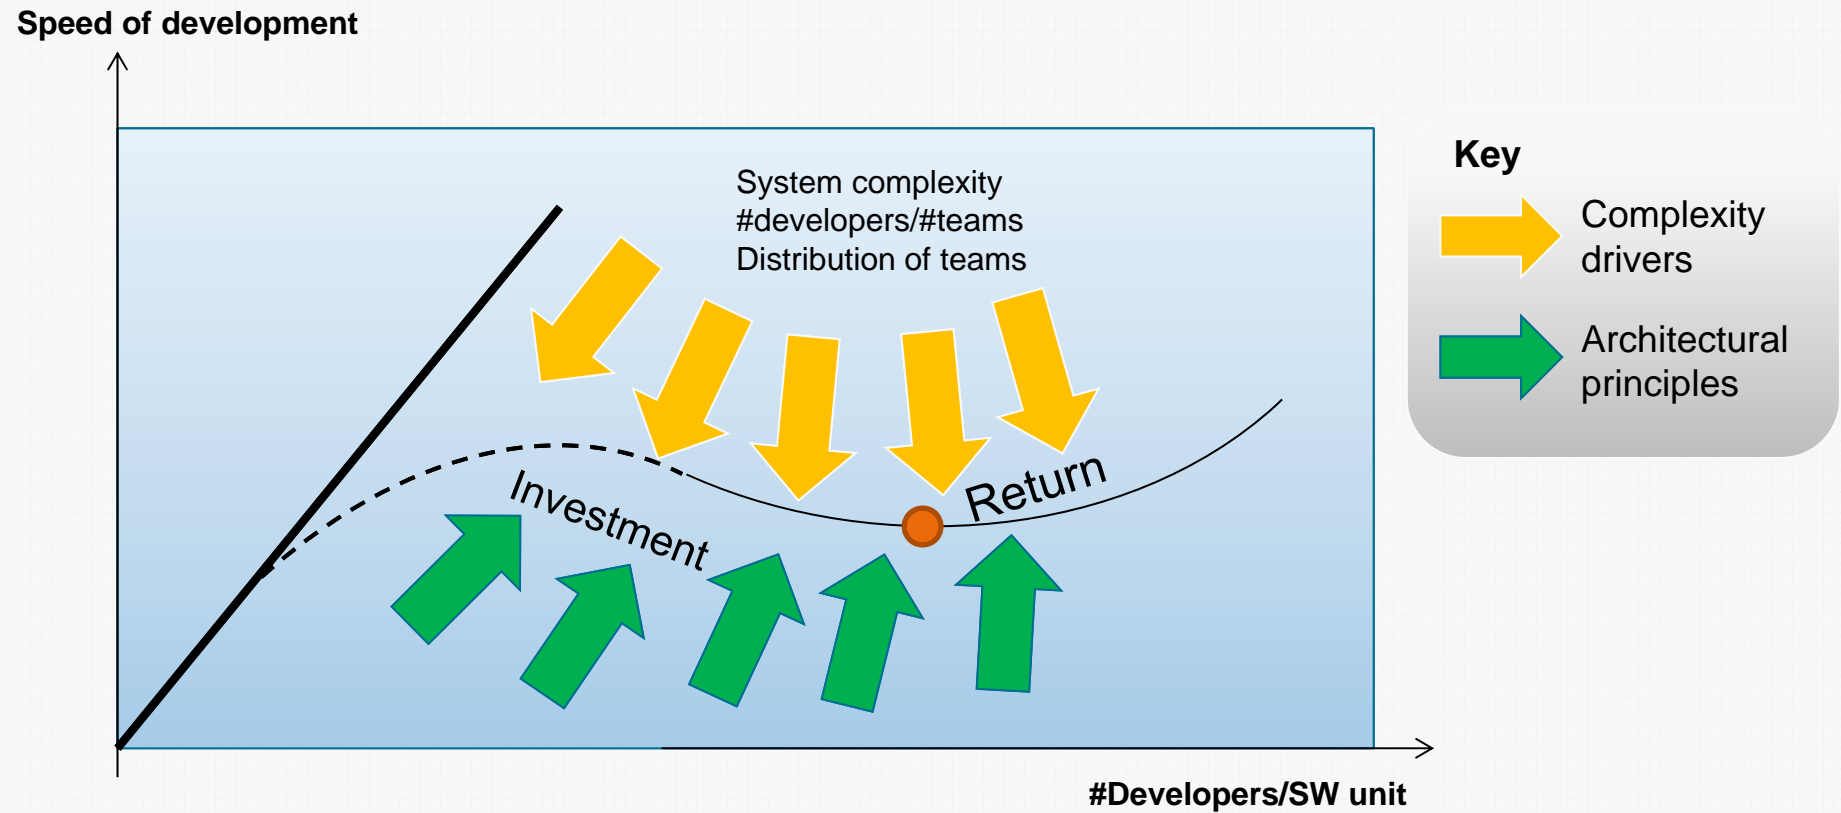 Speed of development
System complexity
#developers/#teams
Distribution of teams
Investment
Return
#Developers/SW unit
Key
Complexity
drivers
Architectural
principles